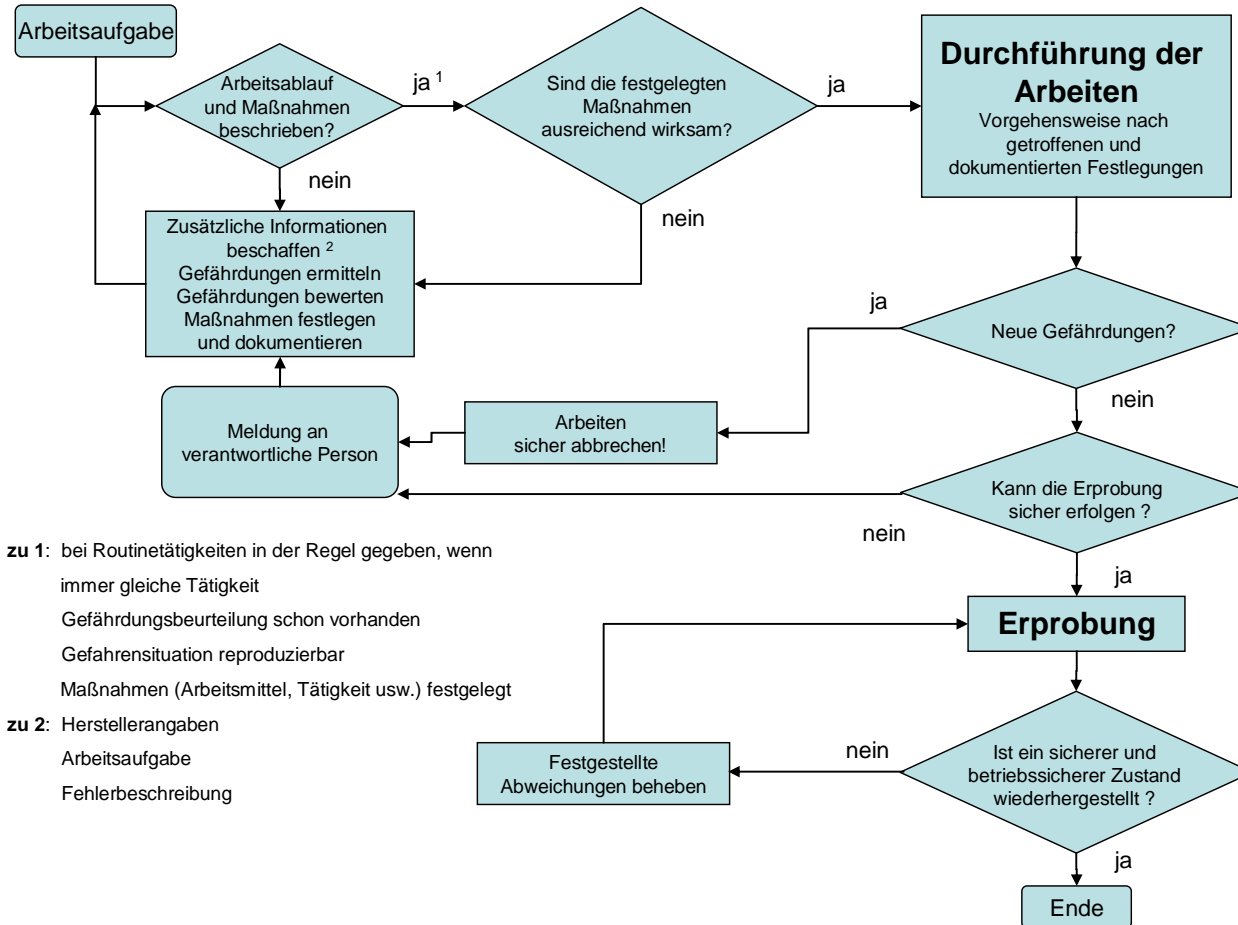 Arbeitsaufgabe
Arbeitsablauf
und Maßnahmen
beschrieben?
ja ¹
Sind die festgelegten
Maßnahmen
ausreichend wirksam?
ja
Durchführung der
Arbeiten
Vorgehensweise nach
getroffenen und
dokumentierten Festlegungen
nein
nein
Zusätzliche Informationen
beschaffen ²
Gefährdungen ermitteln
Gefährdungen bewerten
Maßnahmen festlegen
und dokumentieren
ja
Neue Gefährdungen?
nein
Meldung an
verantwortliche Person
Arbeiten
sicher abbrechen!
Kann die Erprobung
sicher erfolgen ?
nein
ja
zu 1: bei Routinetätigkeiten in der Regel gegeben, wenn
immer gleiche Tätigkeit
Gefährdungsbeurteilung schon vorhanden
Gefahrensituation reproduzierbar
Maßnahmen (Arbeitsmittel, Tätigkeit usw.) festgelegt
zu 2: Herstellerangaben
Arbeitsaufgabe
Fehlerbeschreibung
Erprobung
Festgestellte
Abweichungen beheben
nein
Ist ein sicherer und
betriebssicherer Zustand
wiederhergestellt ?
ja
Ende